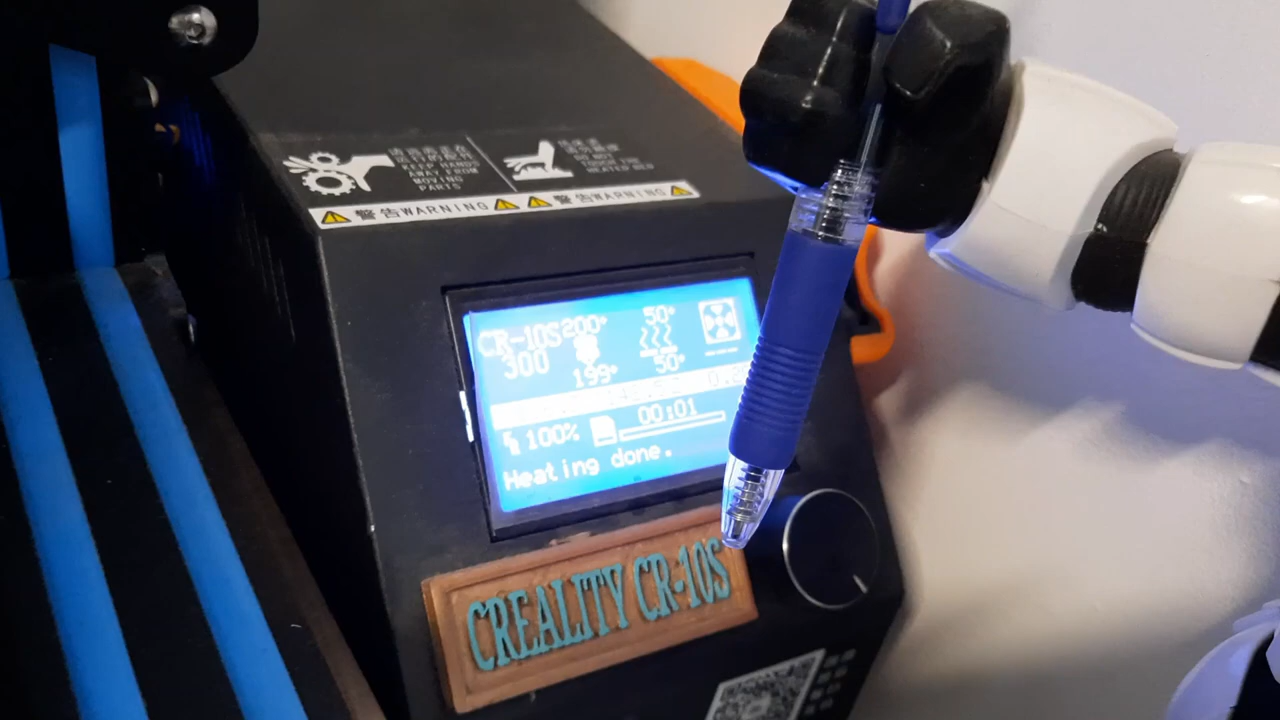 KEEP HANDS
AWAY FROM
MOVING
PARTS
DO NOT
TOUCH THE
HEATED BED
警告WARNING
警告WARNING
CR-10S 200° 50°
300
199° 50°
00:01
100%
Heating done.
CREALITY CR-10S